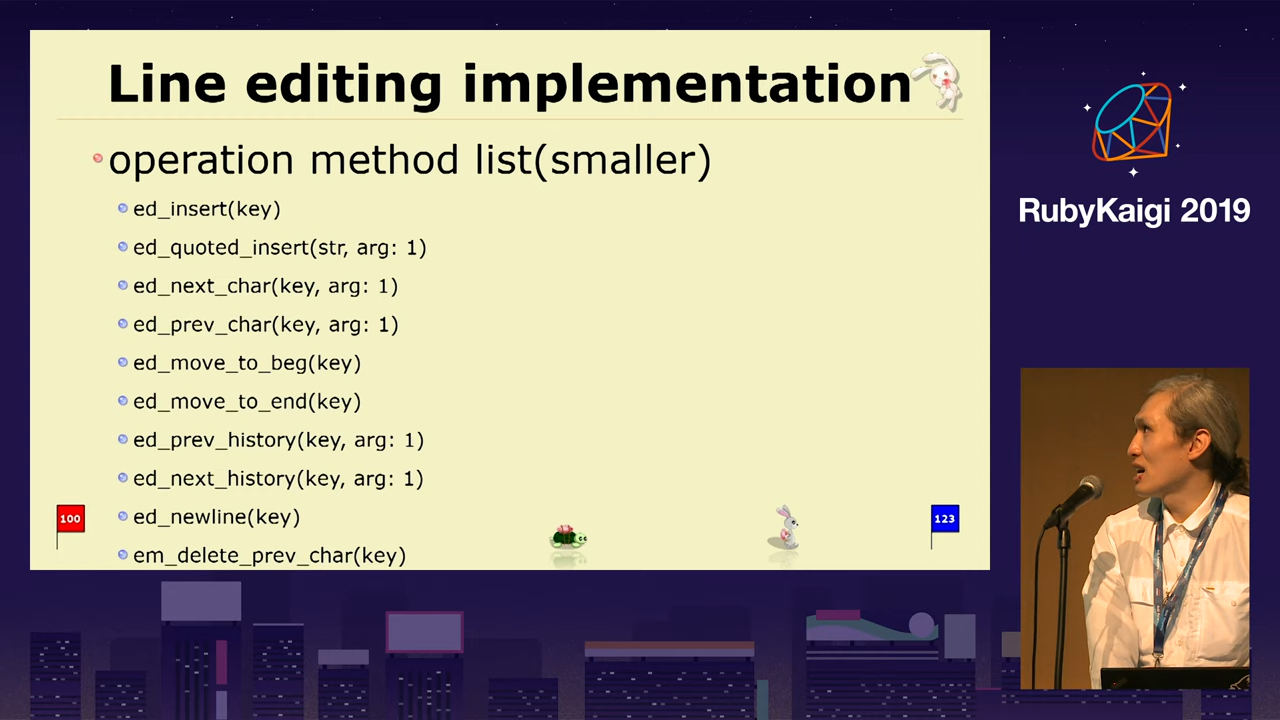 Line editing implementation
operation method list(smaller)
ed_insert(key)
ed_quoted_insert(str, arg: 1)
ed_next_char(key, arg: 1)
ed_prev_char(key, arg: 1)
ed_move_to_beg(key)
ed_move_to_end(key)
ed_prev_history(key, arg: 1)
ed_next_history(key, arg: 1)
ed_newline(key)
em_delete_prev_char(key)
100
123
RubyKaigi 2019